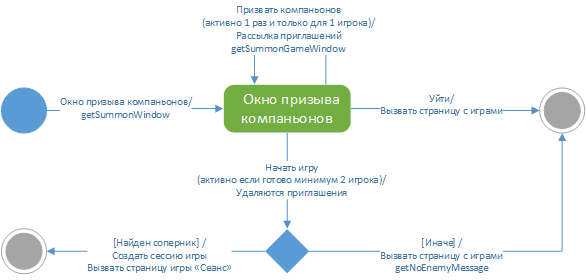 Призвать компаньонов
(активно 1 раз и только для 1 игрока)/
Рассылка приглашений
getSummonGameWindow
Окно призыва компаньонов/
getSummonWindow
Окно призыва
компаньонов
Уйти/
Вызвать страницу с играми
Начать игру
(активно если готово минимум 2 игрока)/
Удаляются приглашения
[Найден соперник] /
Создать сессию игры
Вызвать страницу игры «Сеанс»
[Иначе] /
Вызвать страницу с играми
getNoEnemyMessage